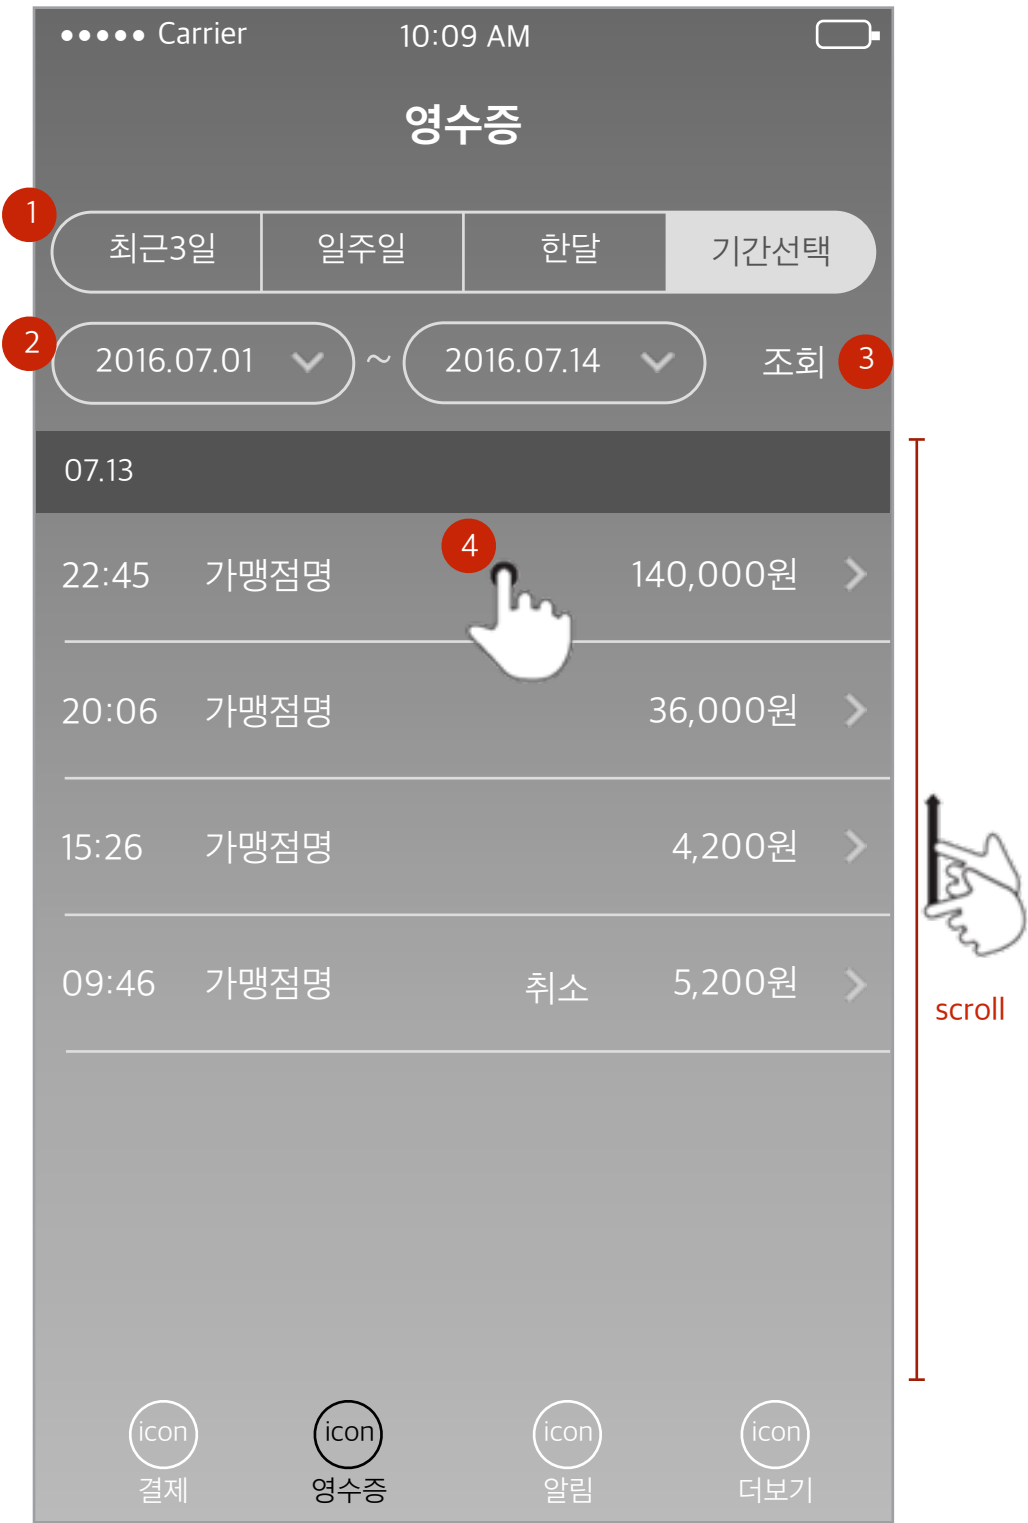 Carrier 10:09 AM
영수증
1
최근3일 일주일 한달 기간선택
2
2016.07.01 ~ 2016.07.14 조회 3
07.13
4
22:45 가맹점명 140,000원
20:06 가맹점명 36,000원
15:26 가맹점명 4,200원
09:46 가맹점명 취소 5,200원
scroll
icon icon icon icon
결제 영수증 알림 더보기